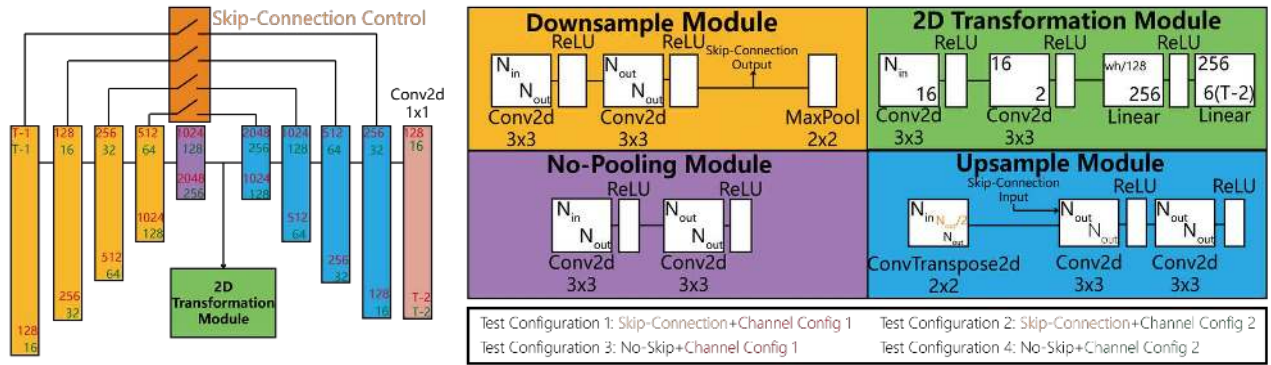 Skip-Connection Control
Conv2d
1x1
T-1
T-1
128
16
256
32
512
64
1024
128
2048
256
1024
128
512
64
256
32
128
16
2048
256
1024
128
1024
128
512
64
512
64
256
32
256
32
128
16
128
16
T-2
T-2
2D
Transformation
Module
Downsample Module
ReLU
ReLU
Skip-Connection
Output
Nin
Nout
Nout
Nout
Conv2d
3x3
Conv2d
3x3
MaxPool
2x2
2D Transformation Module
ReLU
ReLU
ReLU
Nin
16
16
2
wh/128
256
256
6(T-2)
Conv2d
3x3
Conv2d
3x3
Linear
Linear
No-Pooling Module
ReLU
ReLU
Nin
Nout
Nout
Nout
Conv2d
3x3
Conv2d
3x3
Upsample Module
Skip-Connection
Input
ReLU
ReLU
Nin
Nout/2
Nout
Nout
Nout
Nout
Nout
ConvTranspose2d
2x2
Conv2d
3x3
Conv2d
3x3
Test Configuration 1: Skip-Connection+Channel Config 1
Test Configuration 2: Skip-Connection+Channel Config 2
Test Configuration 3: No-Skip+Channel Config 1
Test Configuration 4: No-Skip+Channel Config 2